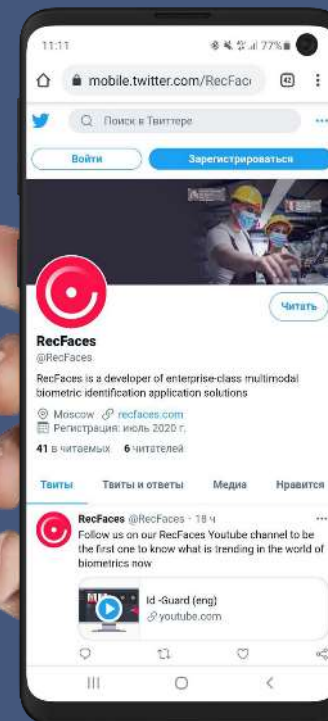 11:11
77%
mobile.twitter.com/RecFac
42
Поиск в Твиттере
Войти
Зарегистрироваться
Читать
RecFaces
@RecFaces
RecFaces is a developer of enterprise-class multimodal
biometric identification application solutions
Moscow recfaces.com
Регистрация: июль 2020 г.
41 в читаемых 6 читателей
Твиты Твиты и ответы Медиа Нравится
RecFaces @RecFaces · 18 ч
Follow us on our RecFaces Youtube channel to be
the first one to know what is trending in the world of
biometrics now
Id -Guard (eng)
youtube.com